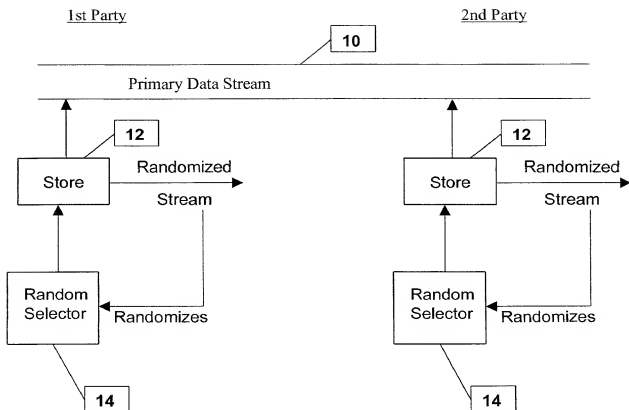 1st Party
2nd Party
10
Primary Data Stream
12
12
Randomized
Randomized
Store
Store
Stream
Stream
Random
Selector
Randomizes
Random
Selector
Randomizes
14
14